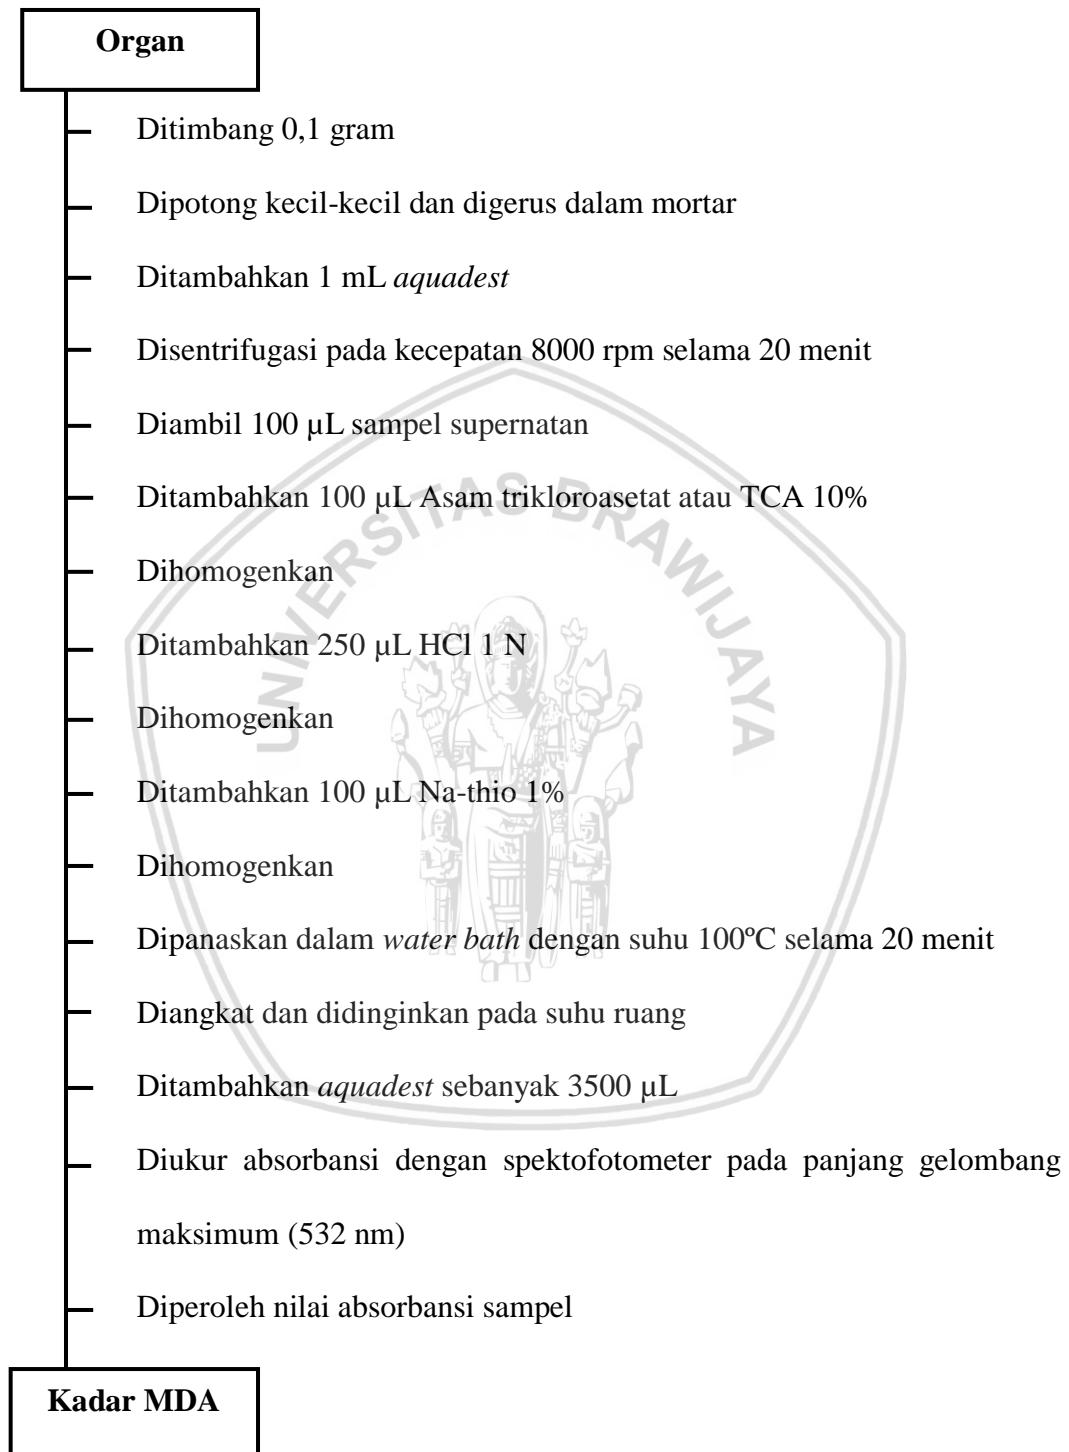 Organ
Ditimbang 0,1 gram
Dipotong kecil-kecil dan digerus dalam mortar
Ditambahkan 1 mL aquadest
Disentrifugasi pada kecepatan 8000 rpm selama 20 menit
Diambil 100 µL sampel supernatan
Ditambahkan 100 µL Asam trikloroasetat atau TCA 10%
Dihomogenkan
Ditambahkan 250 µL HCl 1 N
Dihomogenkan
Ditambahkan 100 µL Na-thio 1%
Dihomogenkan
Dipanaskan dalam water bath dengan suhu 100ºC selama 20 menit
Diangkat dan didinginkan pada suhu ruang
Ditambahkan aquadest sebanyak 3500 µL
Diukur absorbansi dengan spektofotometer pada panjang gelombang
maksimum (532 nm)
Diperoleh nilai absorbansi sampel
Kadar MDA
UNIVERSITAS BRAWIJAYA